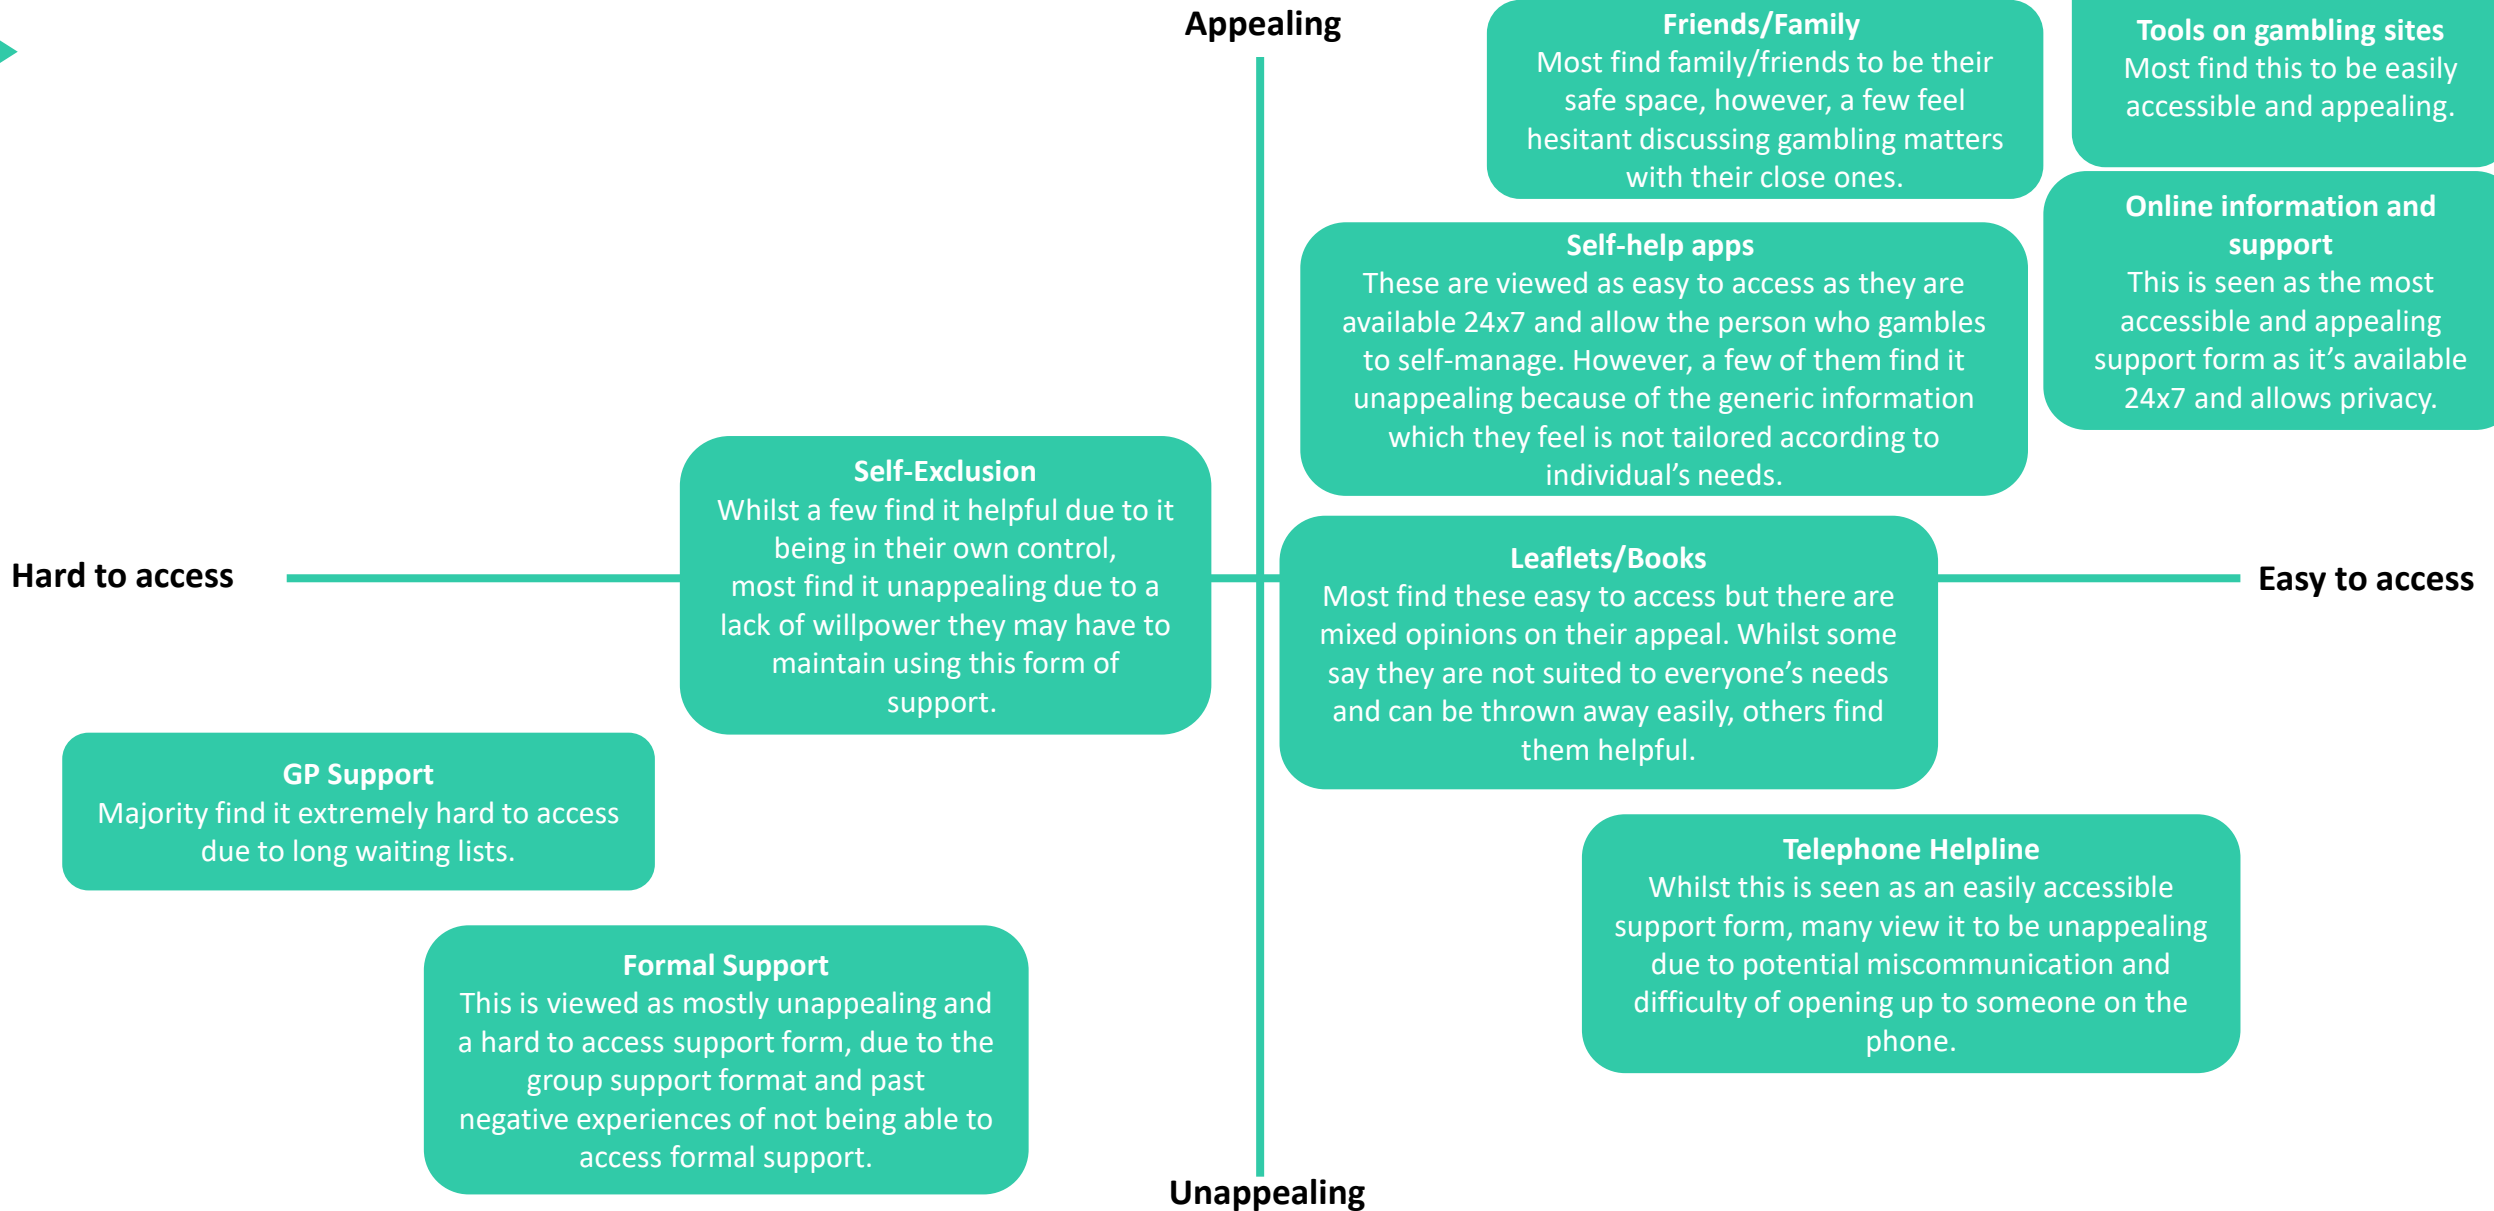 Appealing
Friends/Family
Most find family/friends to be their
safe space, however, a few feel
hesitant discussing gambling matters
with their close ones.
Tools on gambling sites
Most find this to be easily
accessible and appealing.
Online information and
support
This is seen as the most
accessible and appealing
support form as it’s available
24x7 and allows privacy.
Self-help apps
These are viewed as easy to access as they are
available 24x7 and allow the person who gambles
to self-manage. However, a few of them find it
unappealing because of the generic information
which they feel is not tailored according to
individual’s needs.
Self-Exclusion
Whilst a few find it helpful due to it
being in their own control,
most find it unappealing due to a
lack of willpower they may have to
maintain using this form of
support.
Hard to access
Leaflets/Books
Most find these easy to access but there are
mixed opinions on their appeal. Whilst some
say they are not suited to everyone’s needs
and can be thrown away easily, others find
them helpful.
Easy to access
GP Support
Majority find it extremely hard to access
due to long waiting lists.
Telephone Helpline
Whilst this is seen as an easily accessible
support form, many view it to be unappealing
due to potential miscommunication and
difficulty of opening up to someone on the
phone.
Formal Support
This is viewed as mostly unappealing and
a hard to access support form, due to the
group support format and past
negative experiences of not being able to
access formal support.
Unappealing